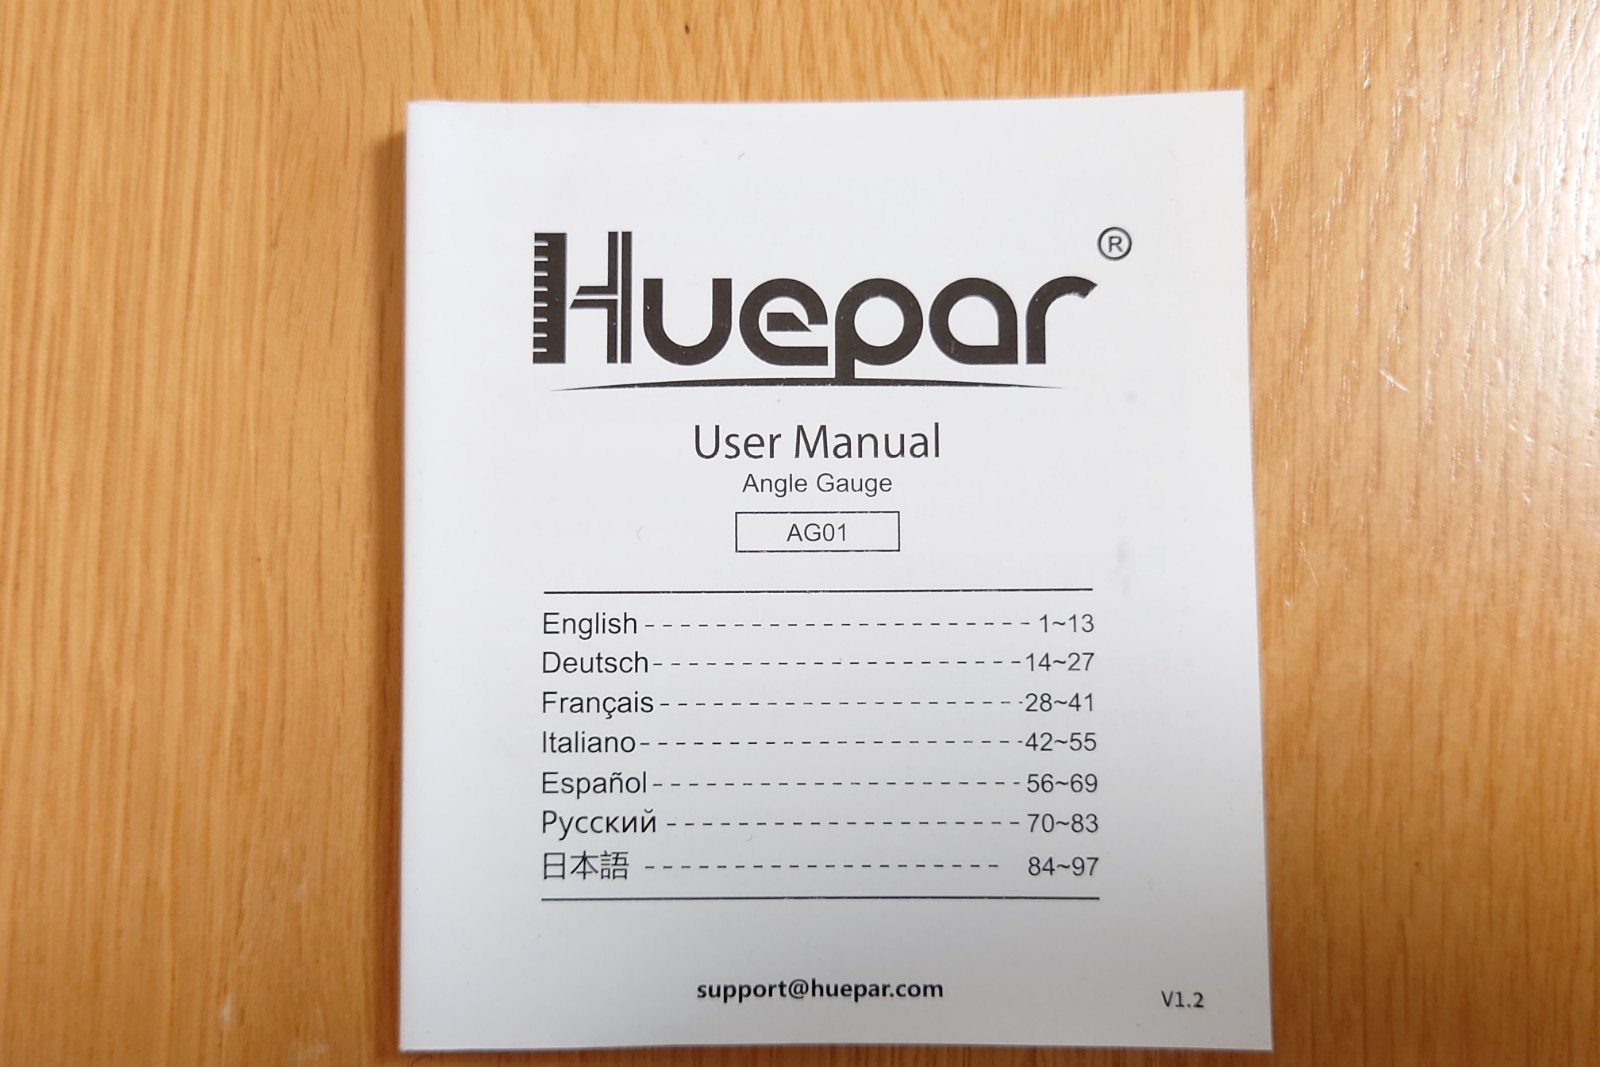 Huepar®
User Manual
Angle Gauge
AG01
English - - - - - - - - - - - - - - - - - - - - - - 1~13
Deutsch - - - - - - - - - - - - - - - - - - - - - 14~27
Français - - - - - - - - - - - - - - - - - - - - - 28~41
Italiano - - - - - - - - - - - - - - - - - - - - - - 42~55
Español - - - - - - - - - - - - - - - - - - - - - 56~69
Русский - - - - - - - - - - - - - - - - - - - - 70~83
日本語 - - - - - - - - - - - - - - - - - - - - 84~97
support@huepar.com
V1.2